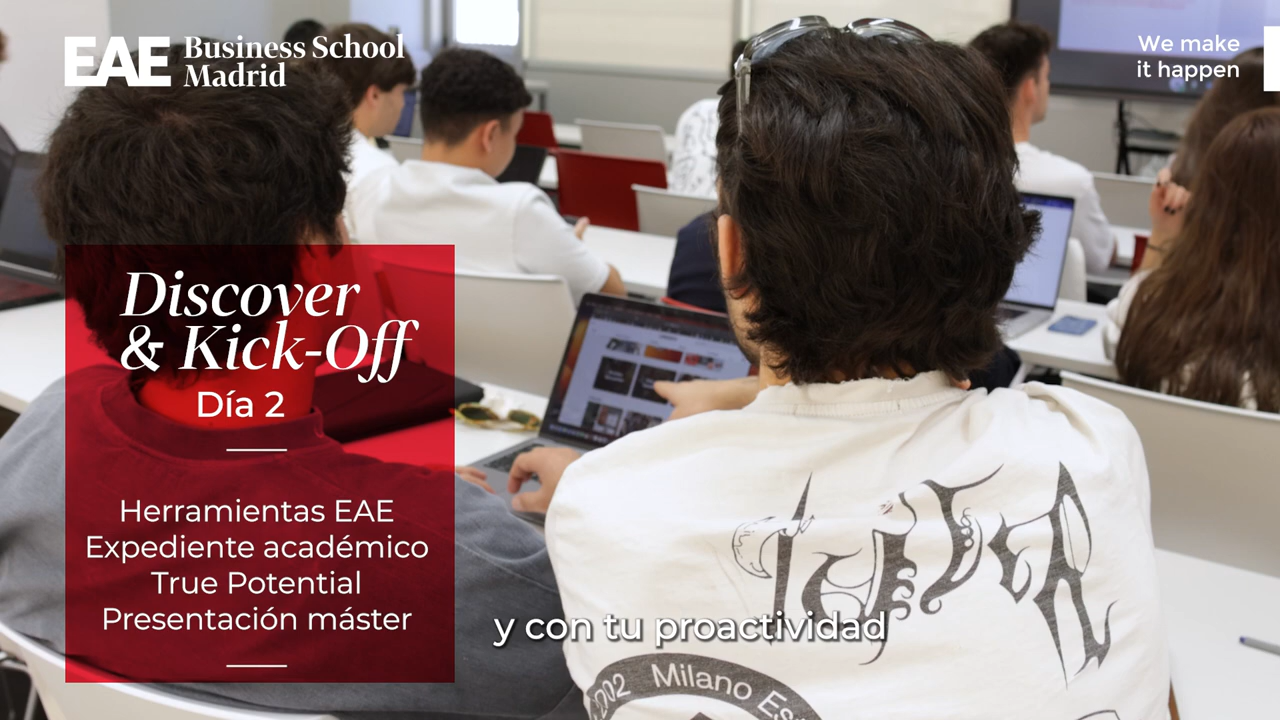 EAE Business School
Madrid
We make
it happen
Discover
& Kick-Off
Día 2
Herramientas EAE
Expediente académico
True Potential
Presentación máster
y con tu proactividad
Milano